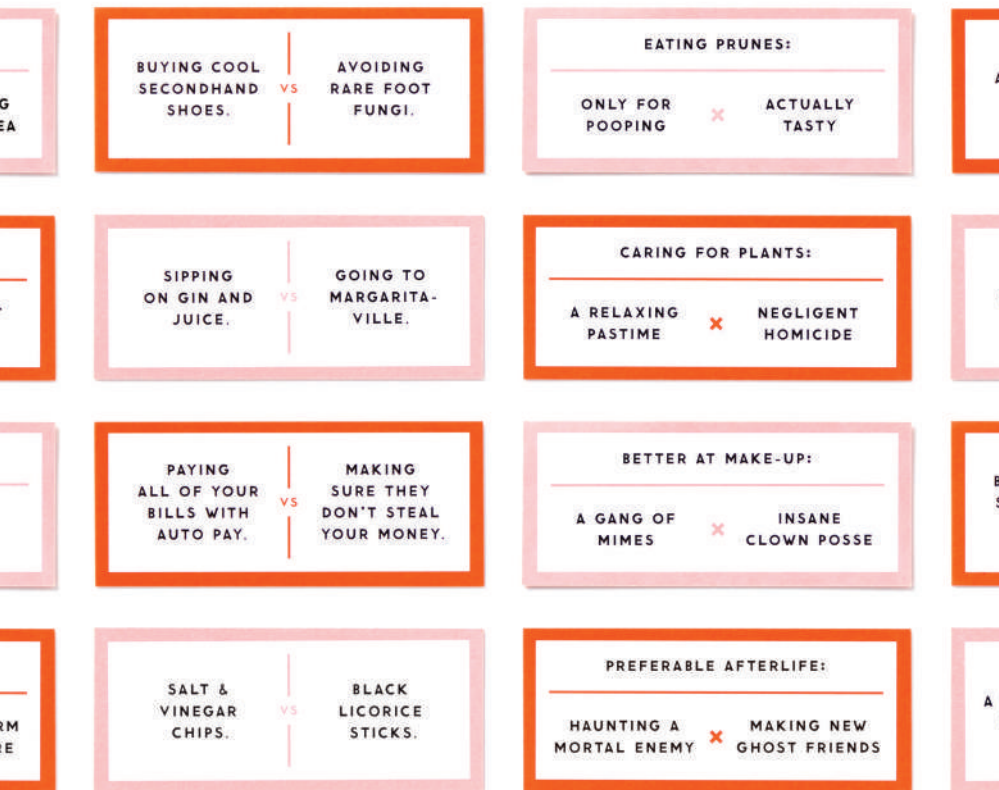 BUYING COOL
SECONDHAND
SHOES.
VS
AVOIDING
RARE FOOT
FUNGI.
EATING PRUNES:
ONLY FOR
POOPING
×
ACTUALLY
TASTY
SIPPING
ON GIN AND
JUICE.
VS
GOING TO
MARGARITA-
VILLE.
CARING FOR PLANTS:
A RELAXING
PASTIME
×
NEGLIGENT
HOMICIDE
PAYING
ALL OF YOUR
BILLS WITH
AUTO PAY.
VS
MAKING
SURE THEY
DON'T STEAL
YOUR MONEY.
BETTER AT MAKE-UP:
A GANG OF
MIMES
×
INSANE
CLOWN POSSE
SALT &
VINEGAR
CHIPS.
VS
BLACK
LICORICE
STICKS.
PREFERABLE AFTERLIFE:
HAUNTING A
MORTAL ENEMY
×
MAKING NEW
GHOST FRIENDS